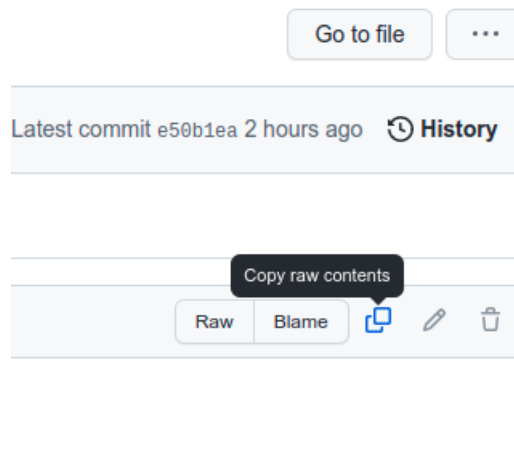 Go to file
Latest commit e50b1ea 2 hours ago History
Copy raw contents
Raw Blame